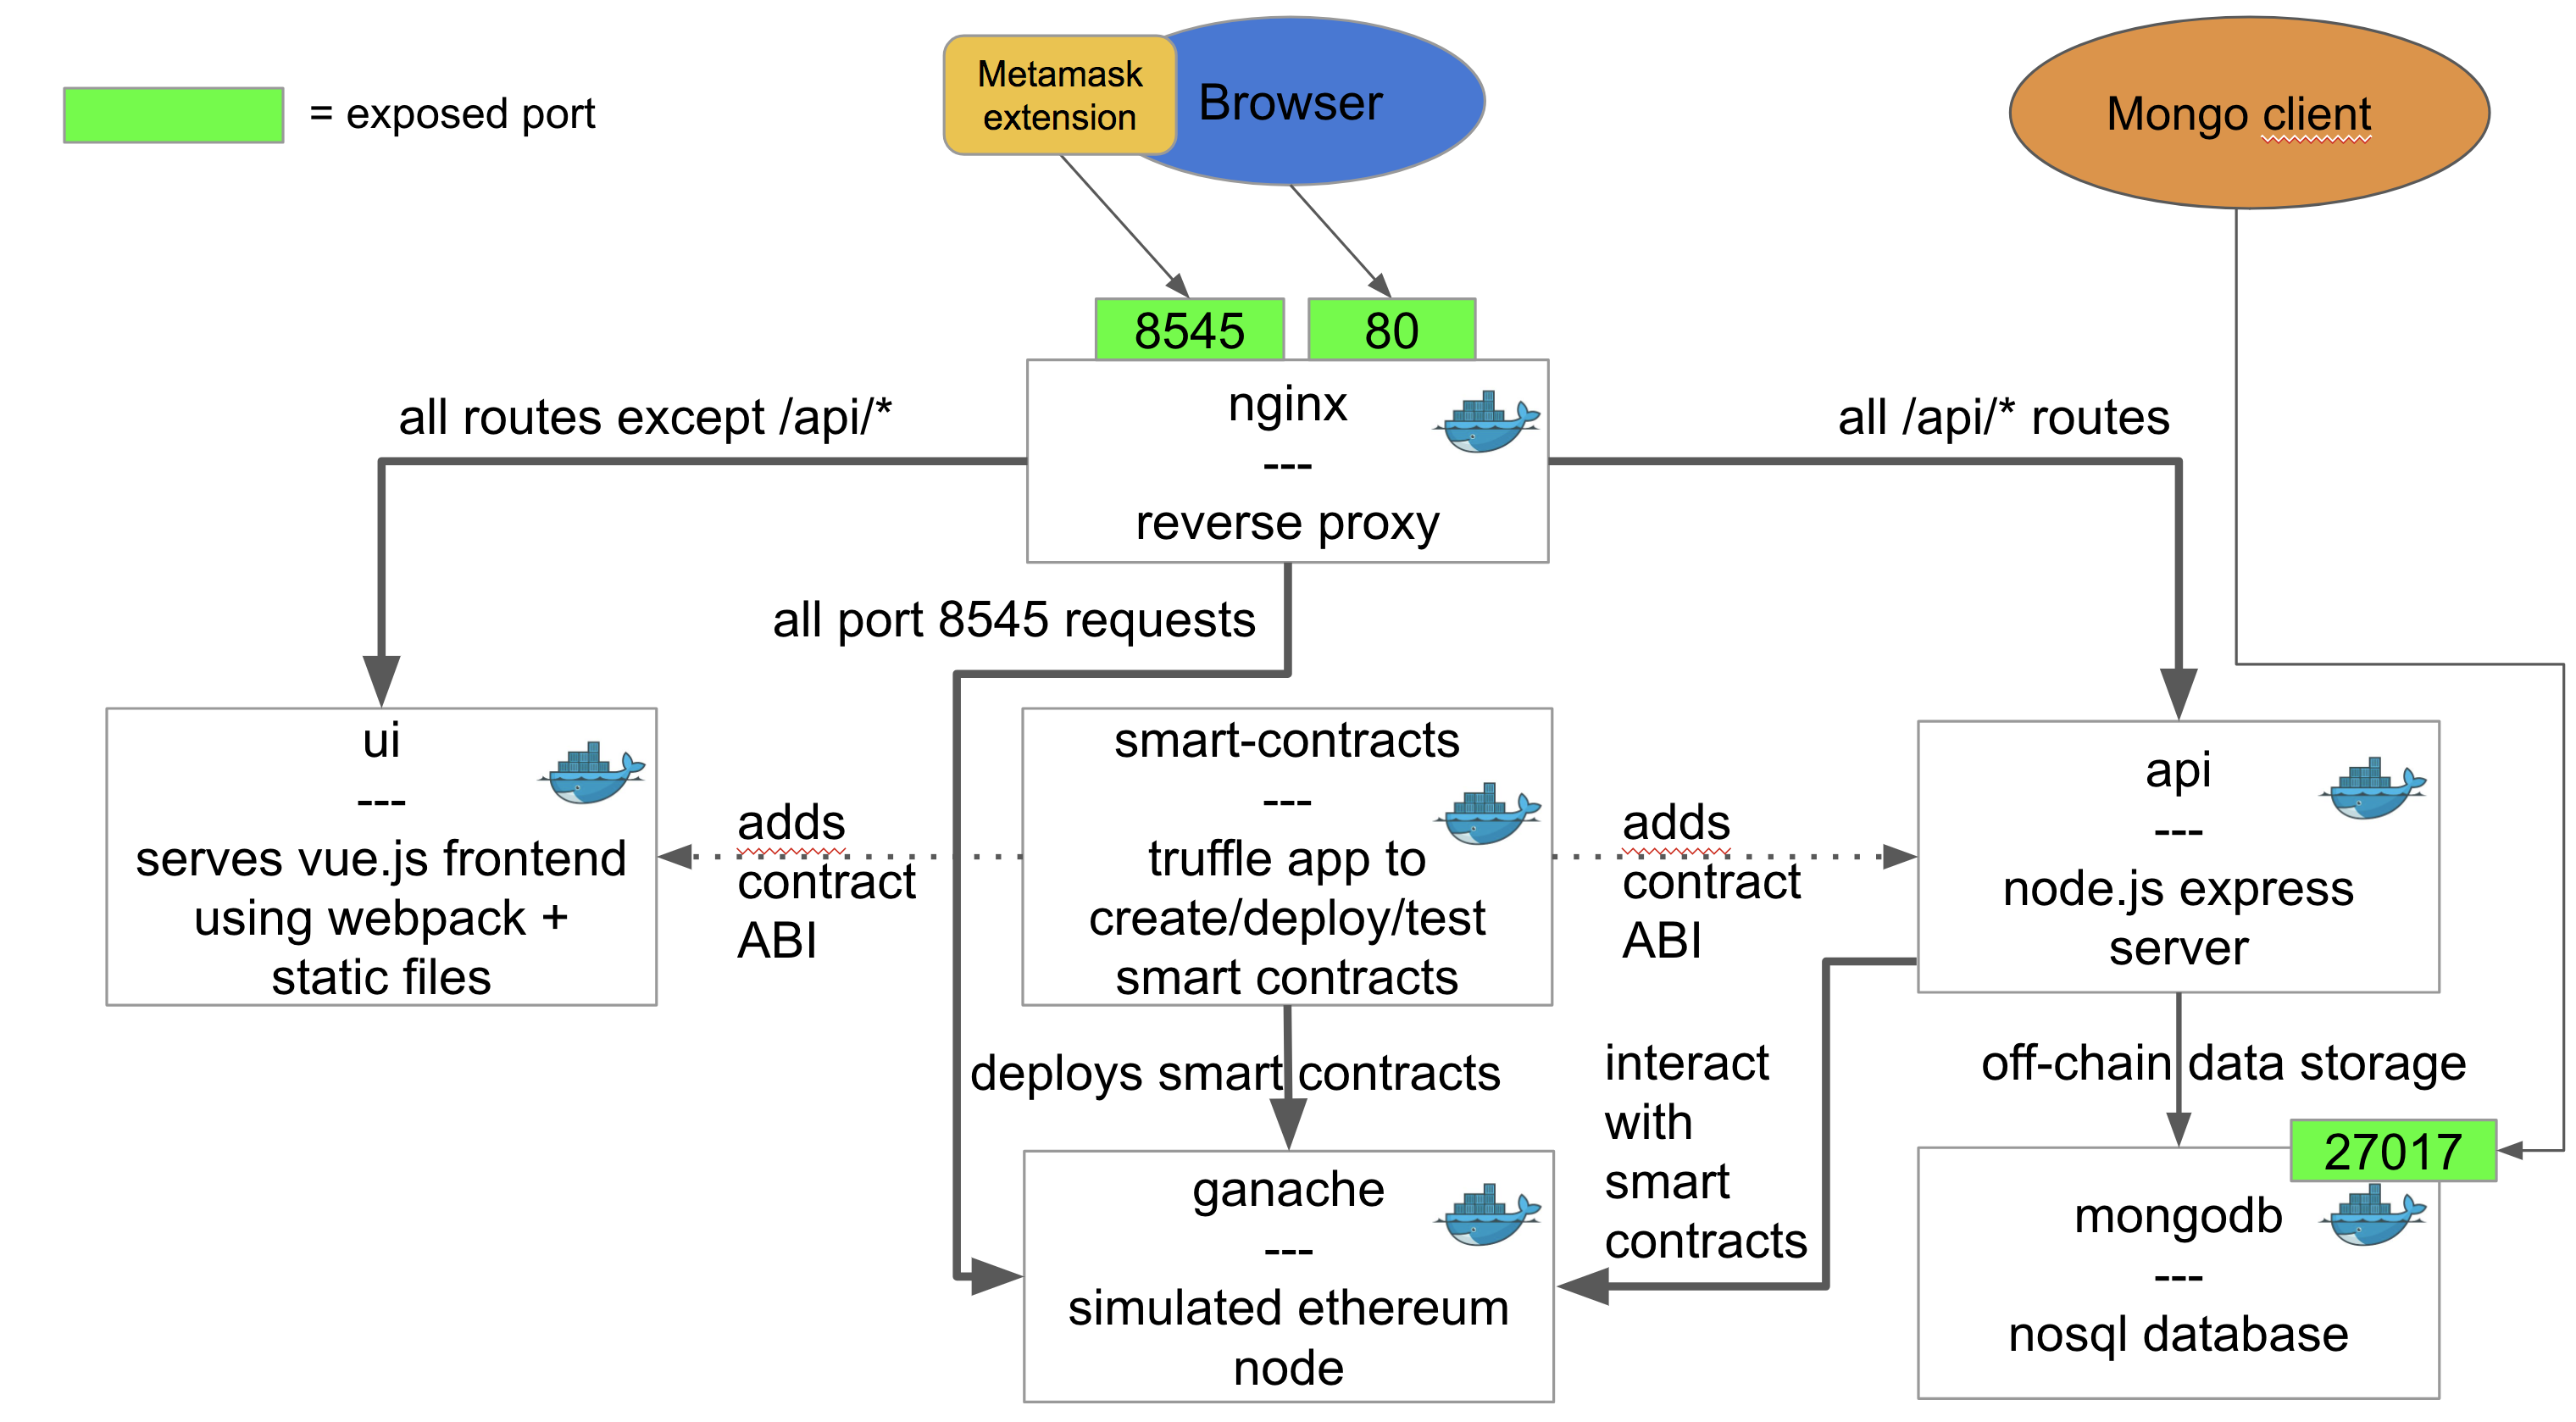 = exposed port
Metamask
extension
Browser
Mongo client
8545
80
nginx
---
reverse proxy
all routes except /api/*
all /api/* routes
all port 8545 requests
ui
---
serves vue.js frontend
using webpack +
static files
adds
contract
ABI
smart-contracts
---
truffle app to
create/deploy/test
smart contracts
adds
contract
ABI
api
---
node.js express
server
deploys smart contracts
interact
with
smart
contracts
off-chain data storage
27017
ganache
---
simulated ethereum
node
mongodb
---
nosql database